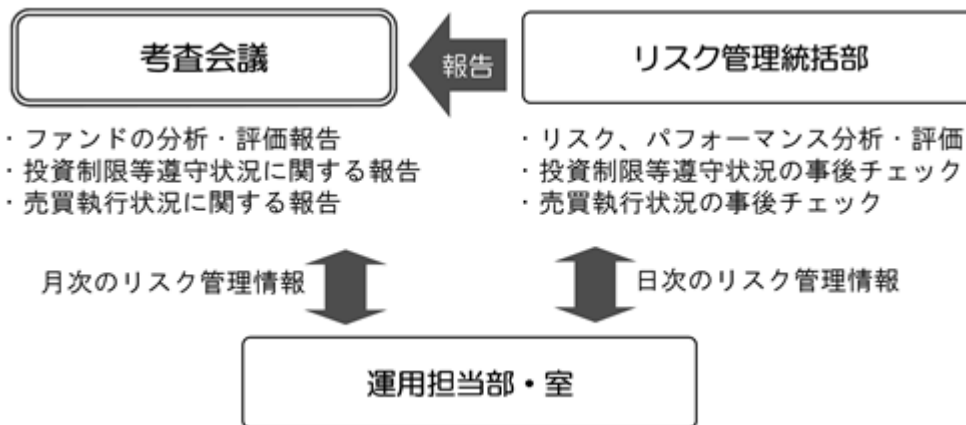 考査会議
報告
リスク管理統括部
・ファンドの分析・評価報告
・投資制限等遵守状況に関する報告
・売買執行状況に関する報告
・リスク、パフォーマンス分析・評価
・投資制限等遵守状況の事後チェック
・売買執行状況の事後チェック
月次のリスク管理情報
日次のリスク管理情報
運用担当部・室